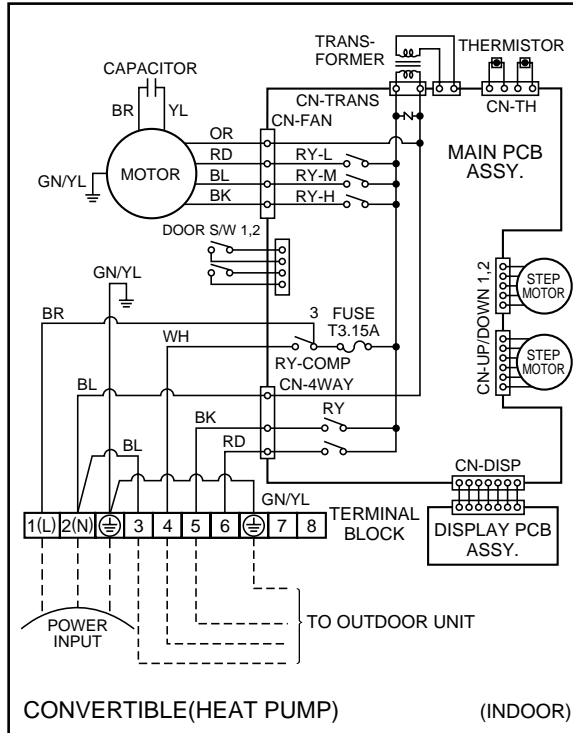 TRANS-
FORMER
THERMISTOR
CAPACITOR
BR
YL
CN-TRANS
CN-TH
CN-FAN
OR
RD
RY-L
MAIN PCB
ASSY.
GN/YL
MOTOR
BL
RY-M
BK
RY-H
Z
DOOR S/W 1,2
GN/YL
CN-UP/DOWN 1,2
STEP
MOTOR
STEP
MOTOR
BR
3
FUSE
T3.15A
WH
RY-COMP
BL
CN-4WAY
BK
RY
BL
RD
CN-DISP
GN/YL
1(L)
2(N)
3
4
5
6
7
8
TERMINAL
BLOCK
DISPLAY PCB
ASSY.
POWER
INPUT
TO OUTDOOR UNIT
CONVERTIBLE(HEAT PUMP)
(INDOOR)